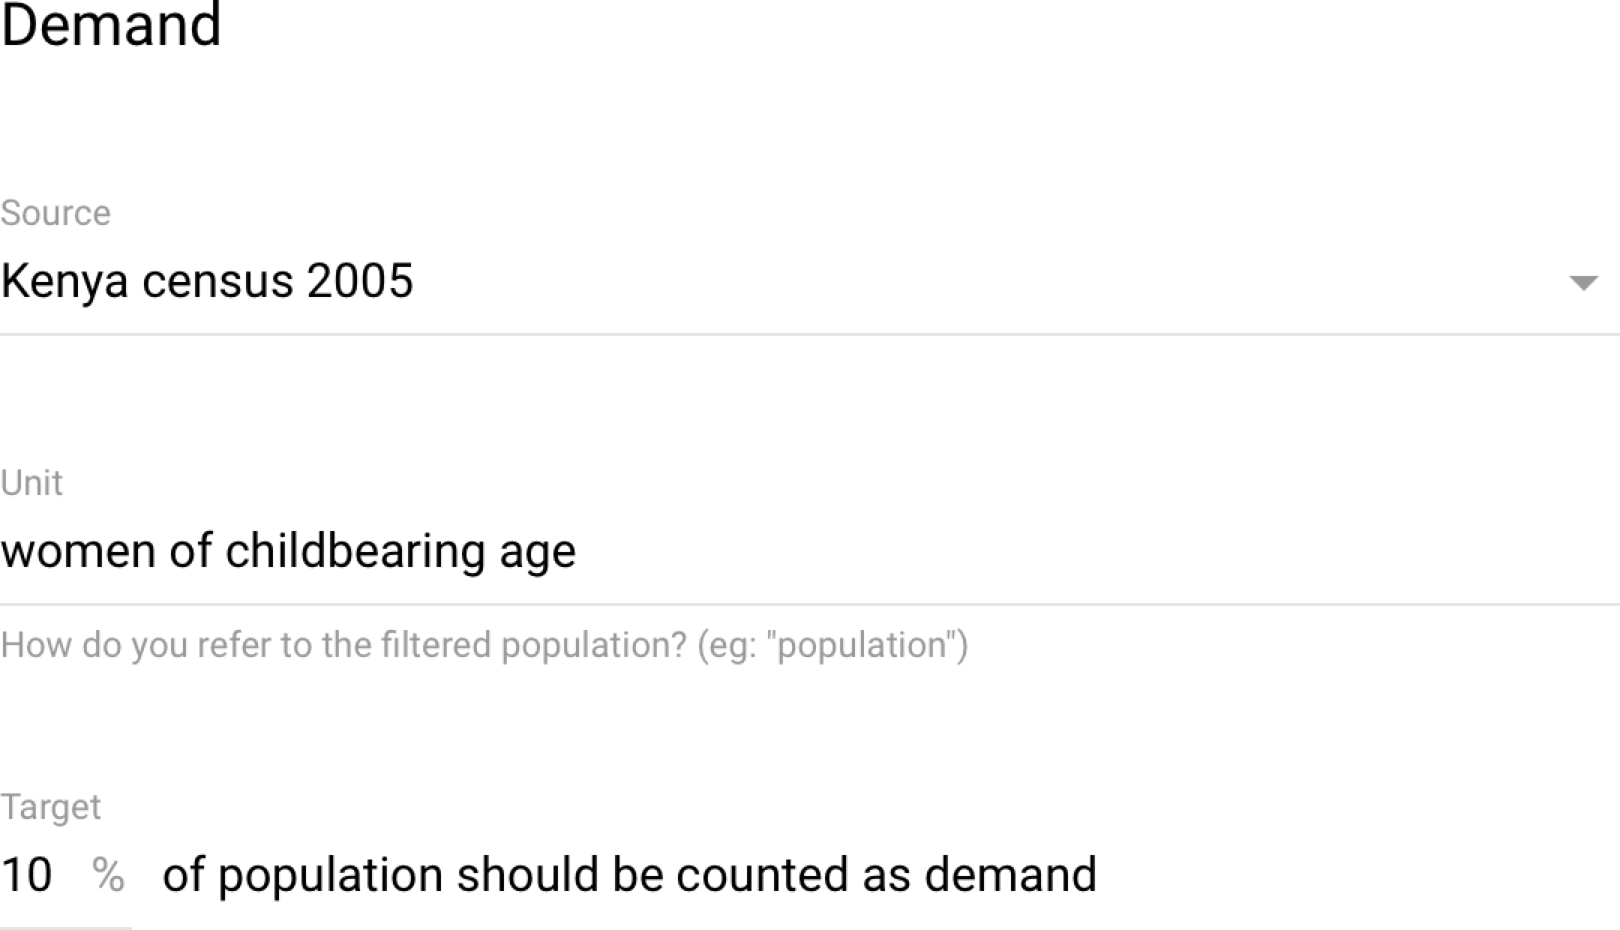 Demand
Source
Kenya census 2005
Unit
women of childbearing age
How do you refer to the filtered population? (eg: "population")
Target
10 % of population should be counted as demand